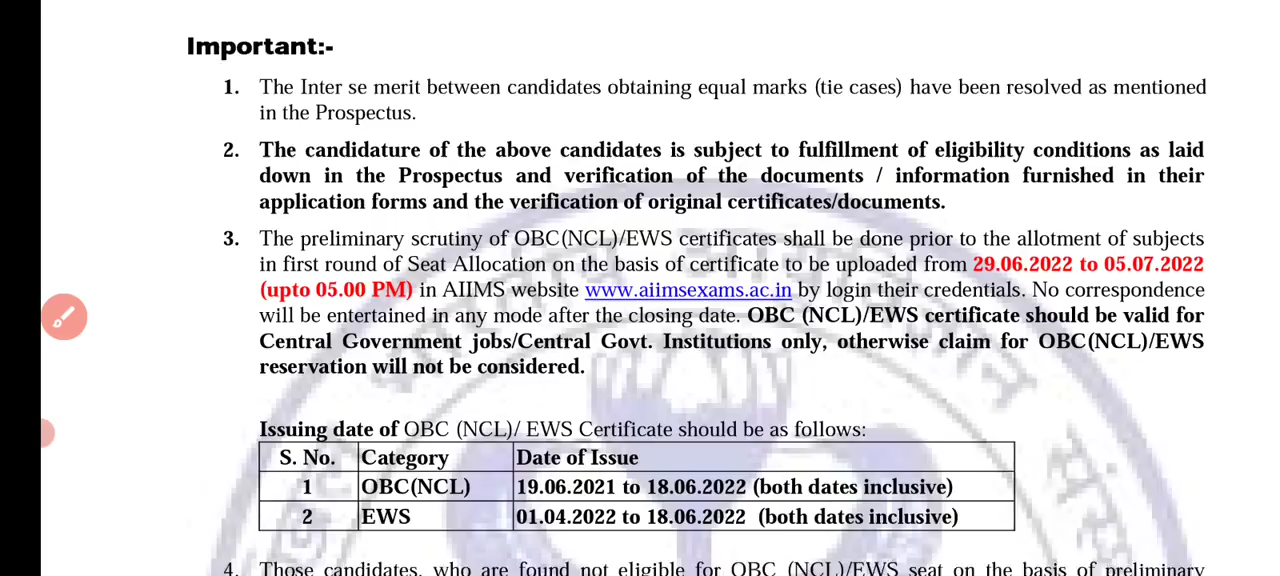 Important:-
1. The Inter se merit between candidates obtaining equal marks (tie cases) have been resolved as mentioned
in the Prospectus.
2. The candidature of the above candidates is subject to fulfillment of eligibility conditions as laid
down in the Prospectus and verification of the documents / information furnished in their
application forms and the verification of original certificates/documents.
3. The preliminary scrutiny of OBC(NCL)/EWS certificates shall be done prior to the allotment of subjects
in first round of Seat Allocation on the basis of certificate to be uploaded from 29.06.2022 to 05.07.2022
(upto 05.00 PM) in AIIMS website www.aiimsexams.ac.in by login their credentials. No correspondence
will be entertained in any mode after the closing date. OBC (NCL)/EWS certificate should be valid for
Central Government jobs/Central Govt. Institutions only, otherwise claim for OBC(NCL)/EWS
reservation will not be considered.
Issuing date of OBC (NCL)/ EWS Certificate should be as follows:
S. No. Category Date of Issue
1 OBC(NCL) 19.06.2021 to 18.06.2022 (both dates inclusive)
2 EWS 01.04.2022 to 18.06.2022 (both dates inclusive)
4. Those candidates, who are found not eligible for OBC (NCL)/EWS seat on the basis of preliminary